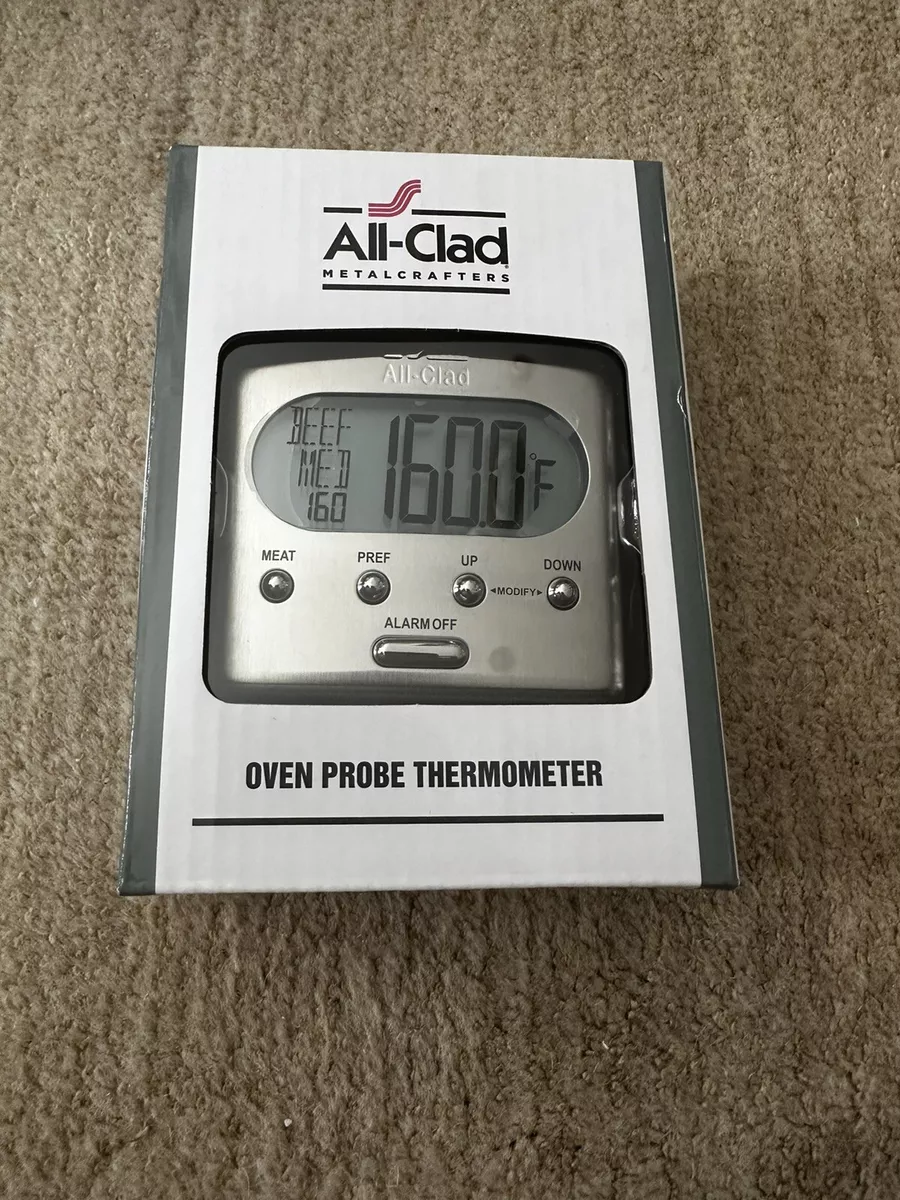 All-Clad
METALCRAFTERS
All-Clad
BEEF
MED
160
160.0°F
MEAT PREF UP DOWN
◄MODIFY►
ALARM OFF
OVEN PROBE THERMOMETER